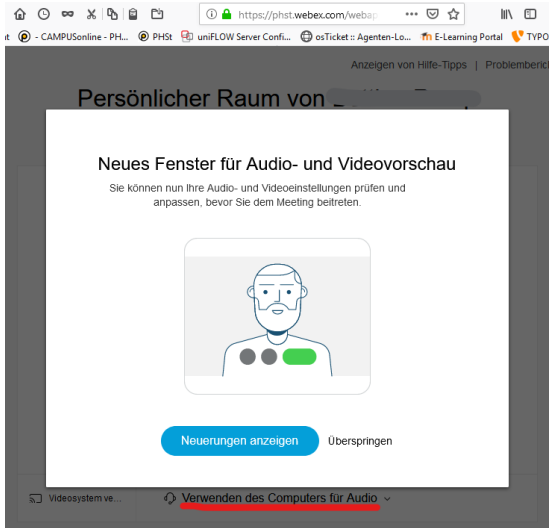 https://phst.webex.com/webap
- CAMPUSonline - PH...
PHSt
uniFLOW Server Confi...
osTicket :: Agenten-Lo...
E-Learning Portal
TYPO
Anzeigen von Hilfe-Tipps | Problemberich
Persönlicher Raum von
Neues Fenster für Audio- und Videovorschau
Sie können nun Ihre Audio- und Videoeinstellungen prüfen und
anpassen, bevor Sie dem Meeting beitreten.
Neuerungen anzeigen
Überspringen
Videosystem ve...
Verwenden des Computers für Audio